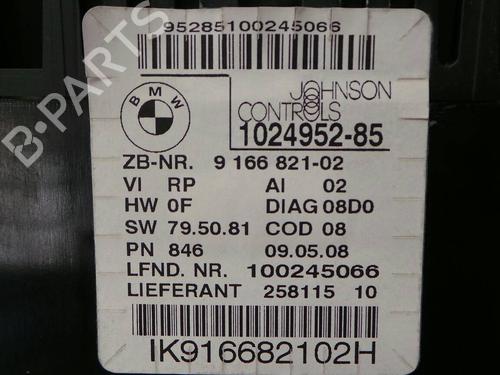 95285100245066
BMW
JOHNSON
CONTROLS
1024952-85
ZB-NR. 9 166 821-02
VI RP AI 02
HW 0F DIAG 08D0
SW 79.50.81 COD 08
PN 846 09.05.08
LFND. NR. 100245066
LIEFERANT 258115 10
IK916682102H
B-PARTS